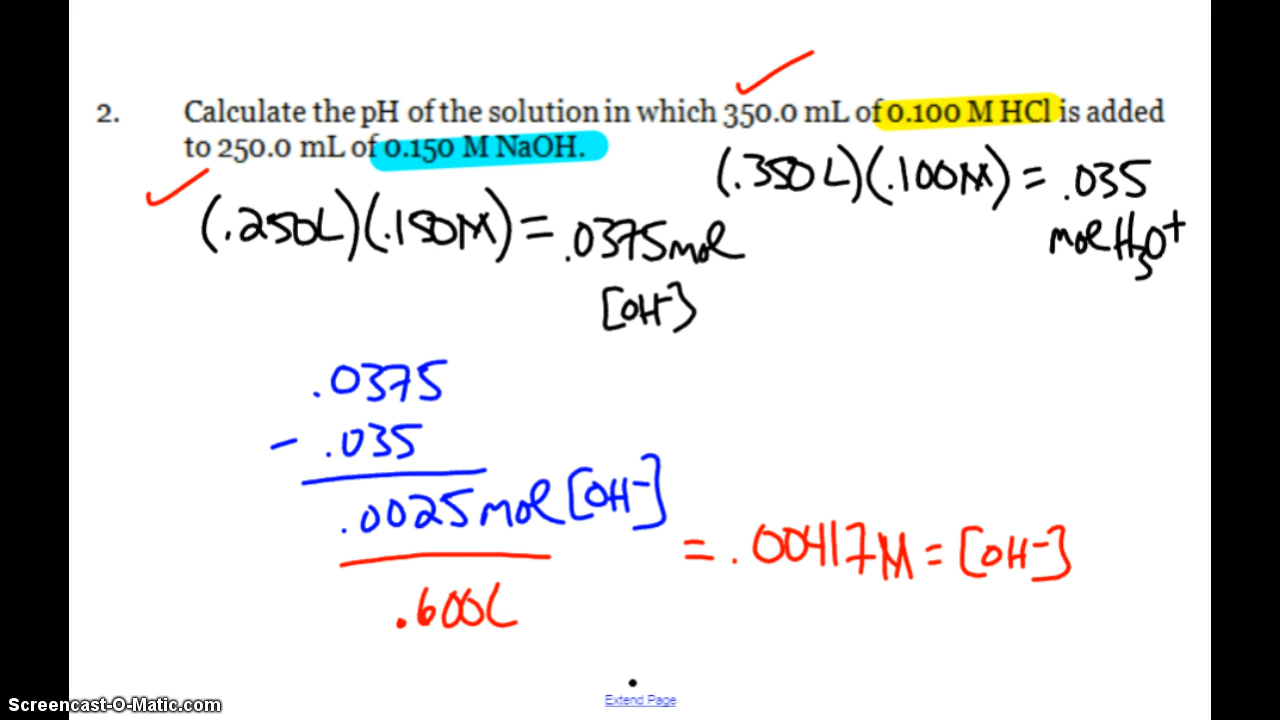 2. Calculate the pH of the solution in which 350.0 mL of 0.100 M HCl is added
to 250.0 mL of 0.150 M NaOH.
(.350L)(.100M) = .035
mol H₃O+
(.250L)(.150M) = .0375 mol
[OH-]
.0375
- .035
.0025 mol [OH-]
.600L
= .00417M = [OH-]
Extend Page
Screencast-O-Matic.com